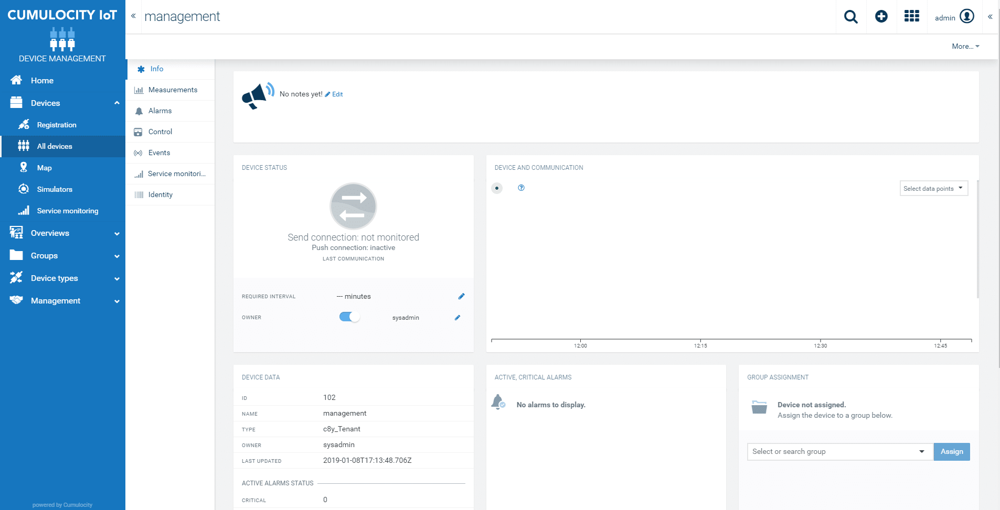 CUMULOCITY IoT
DEVICE MANAGEMENT
Home
Devices
Registration
All devices
Map
Simulators
Service monitoring
Overviews
Groups
Device types
Management
powered by Cumulocity
management
admin
More...
Info
Measurements
Alarms
Control
Events
Service monitori...
Identity
No notes yet! Edit
DEVICE STATUS
Send connection: not monitored
Push connection: inactive
LAST COMMUNICATION
REQUIRED INTERVAL --- minutes
OWNER sysadmin
DEVICE AND COMMUNICATION
Select data points
12:00 12:15 12:30 12:45
DEVICE DATA
ID 102
NAME management
TYPE c8y_Tenant
OWNER sysadmin
LAST UPDATED 2019-01-08T17:13:48.706Z
ACTIVE ALARMS STATUS
CRITICAL 0
ACTIVE, CRITICAL ALARMS
No alarms to display.
GROUP ASSIGNMENT
Device not assigned.
Assign the device to a group below.
Select or search group Assign